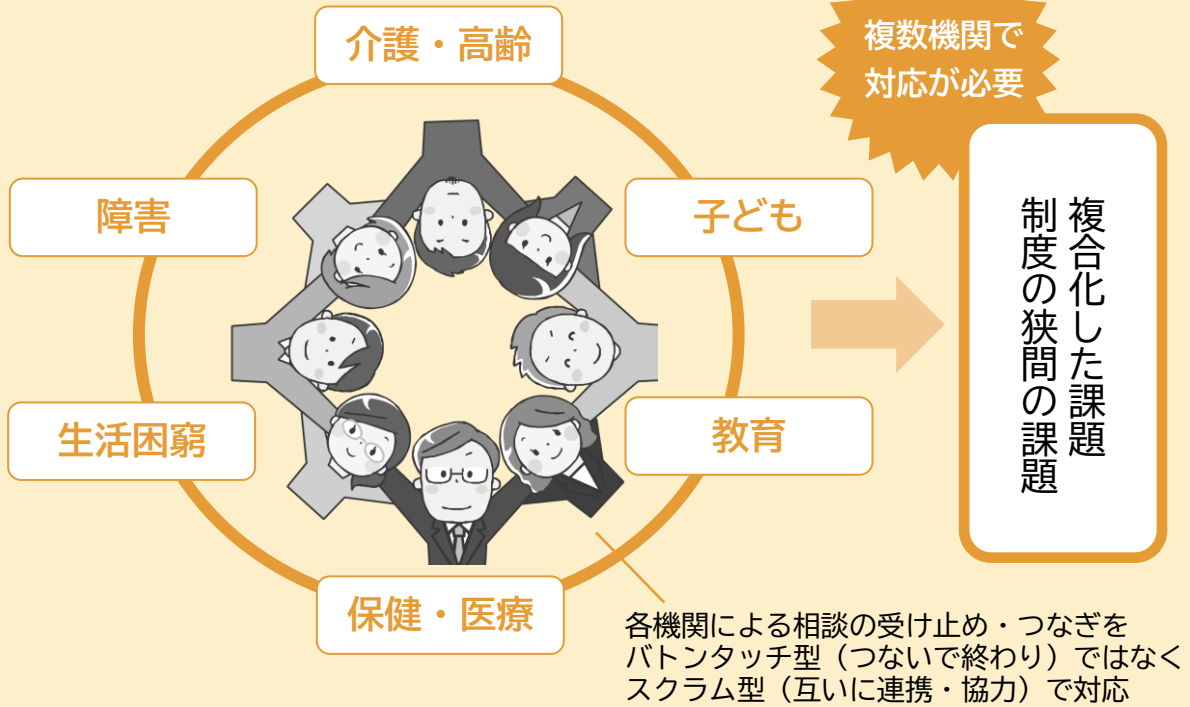 介護・高齢
複数機関で
対応が必要
障害
子ども
複合化した課題
制度の狭間の課題
生活困窮
教育
保健・医療
各機関による相談の受け止め・つなぎを
バトンタッチ型（つないで終わり）ではなく
スクラム型（互いに連携・協力）で対応